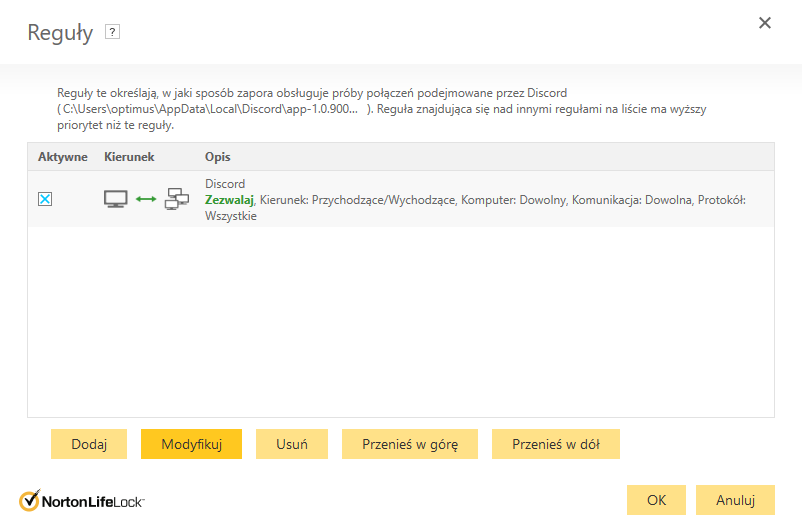 Reguły ?
Reguły te określają, w jaki sposób zapora obsługuje próby połączeń podejmowane przez Discord
( C:\Users\optimus\AppData\Local\Discord\app-1.0.900... ). Reguła znajdująca się nad innymi regułami na liście ma wyższy
priorytet niż te reguły.
Aktywne Kierunek Opis
Discord
Zezwalaj, Kierunek: Przychodzące/Wychodzące, Komputer: Dowolny, Komunikacja: Dowolna, Protokół:
Wszystkie
Dodaj Modyfikuj Usuń Przenieś w górę Przenieś w dół
NortonLifeLock OK Anuluj